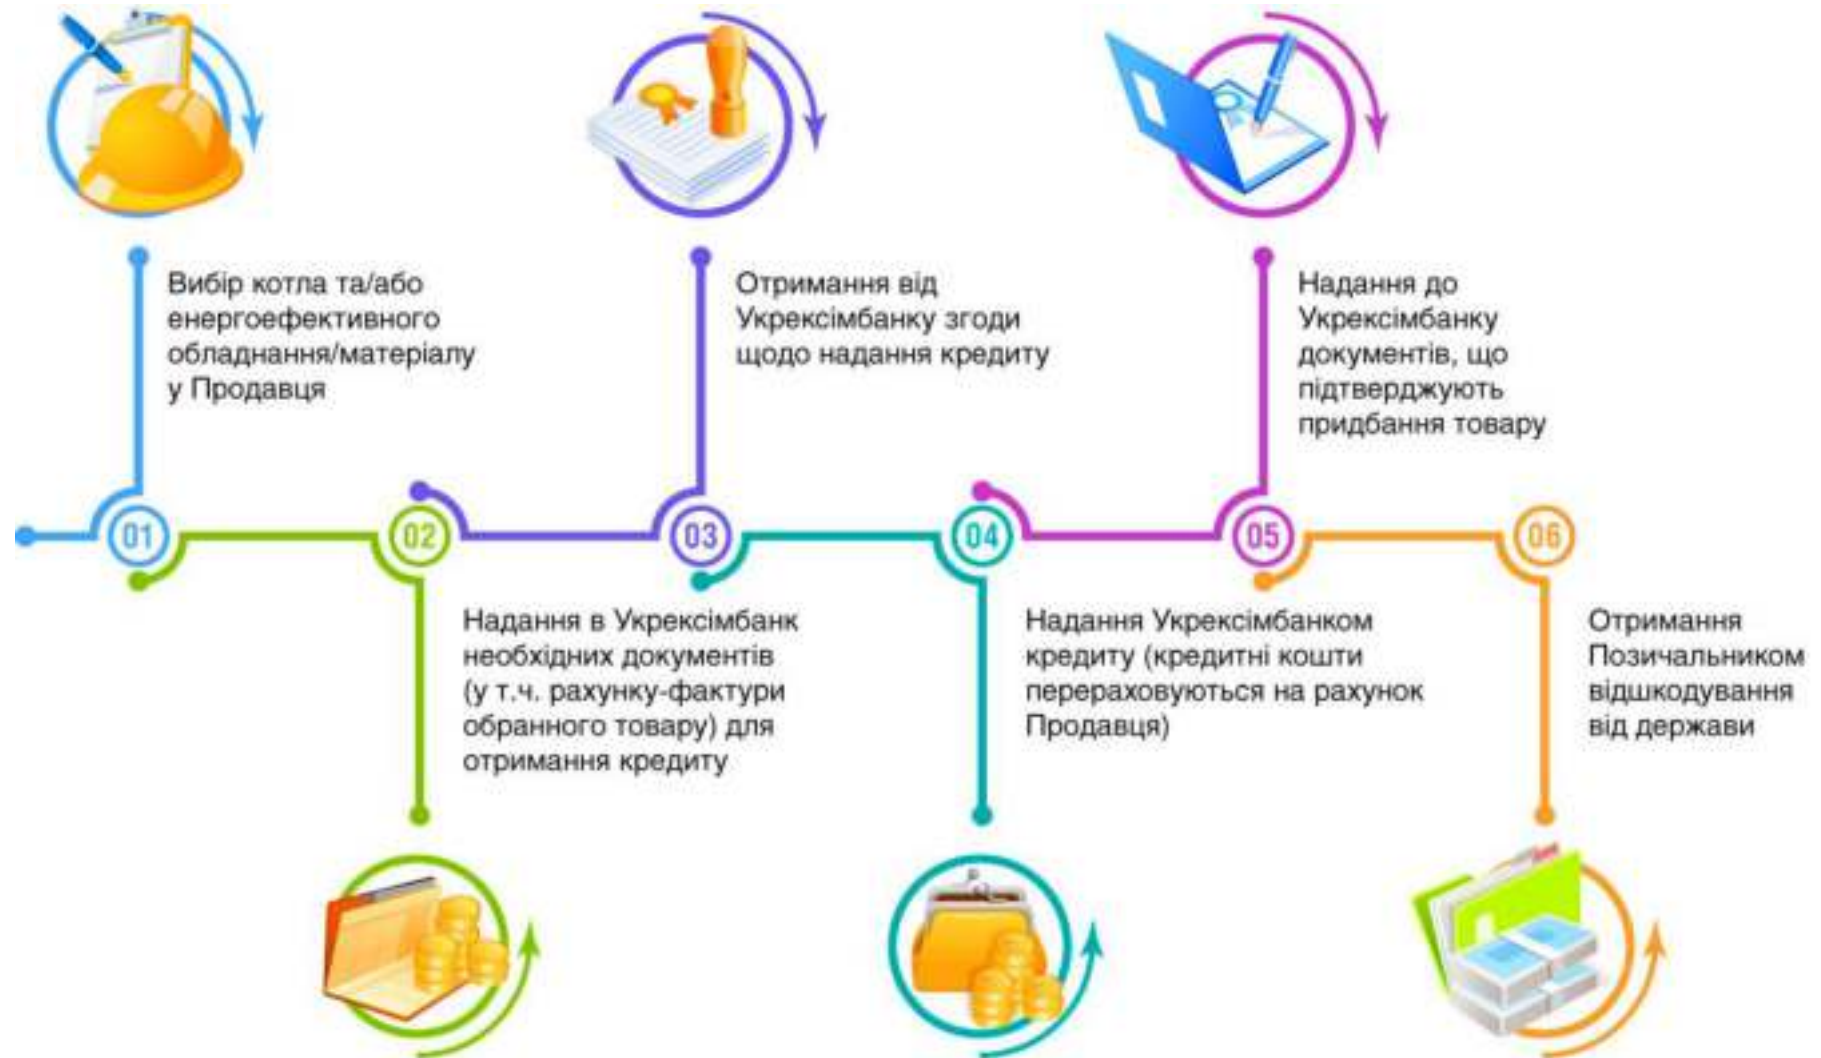 Вибір котла та/або
енергоефективного
обладнання/матеріалу
у Продавця
Отримання від
Укрексімбанку згоди
щодо надання кредиту
Надання до
Укрексімбанку
документів, що
підтверджують
придбання товару
01
02
03
04
05
06
Надання в Укрексімбанк
необхідних документів
(у т.ч. рахунку-фактури
обранного товару) для
отримання кредиту
Надання Укрексімбанком
кредиту (кредитні кошти
перераховуються на рахунок
Продавця)
Отримання
Позичальником
відшкодування
від держави